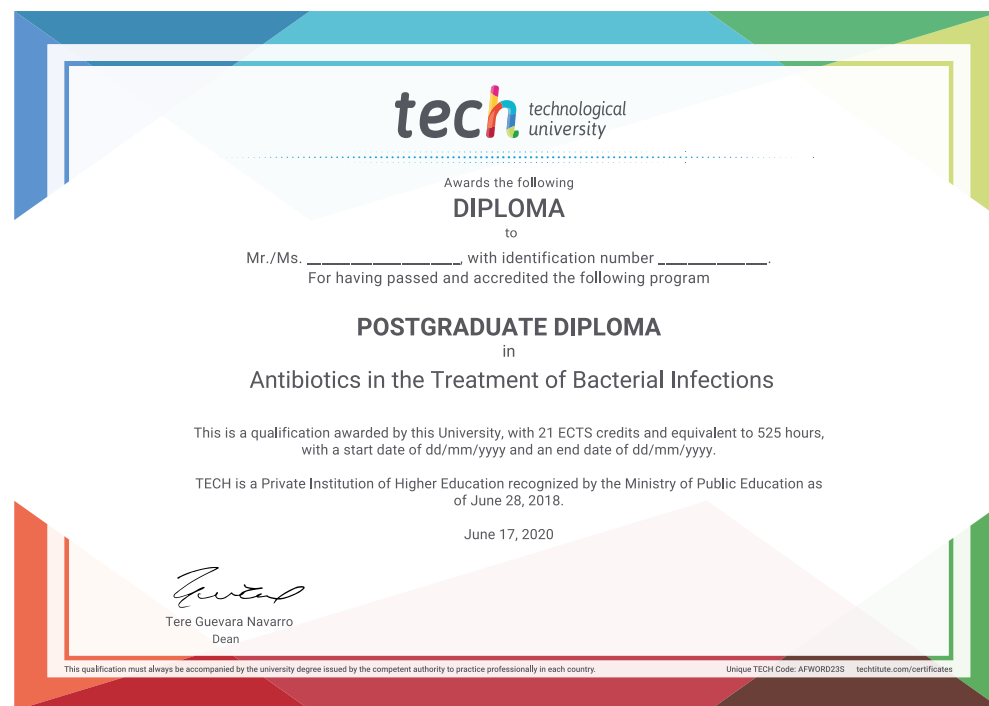 tech technological
university
Awards the following
DIPLOMA
to
Mr./Ms. ____________________, with identification number ______________.
For having passed and accredited the following program
POSTGRADUATE DIPLOMA
in
Antibiotics in the Treatment of Bacterial Infections
This is a qualification awarded by this University, with 21 ECTS credits and equivalent to 525 hours,
with a start date of dd/mm/yyyy and an end date of dd/mm/yyyy.
TECH is a Private Institution of Higher Education recognized by the Ministry of Public Education as
of June 28, 2018.
June 17, 2020
Tere Guevara Navarro
Dean
This qualification must always be accompanied by the university degree issued by the competent authority to practice professionally in each country.
Unique TECH Code: AFWORD23S techtitute.com/certificates